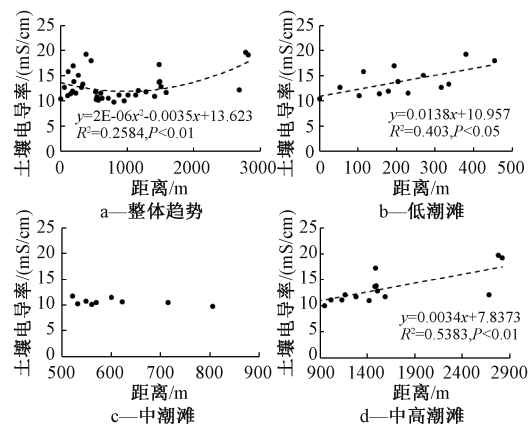 土壤电导率/(mS/cm)
25
20
15
10
5
0
y=2E-06x²-0.0035x+13.623
R²=0.2584,P<0.01
0 1000 2000 3000
距离/m
a—整体趋势
土壤电导率/(mS/cm)
25
20
15
10
5
0
y=0.0138x+10.957
R²=0.403,P<0.05
0 100 200 300 400 500
距离/m
b—低潮滩
土壤电导率/(mS/cm)
25
20
15
10
5
0
500 600 700 800 900
距离/m
c—中潮滩
土壤电导率/(mS/cm)
25
20
15
10
5
0
y=0.0034x+7.8373
R²=0.5383,P<0.01
900 1400 1900 2400 2900
距离/m
d—中高潮滩